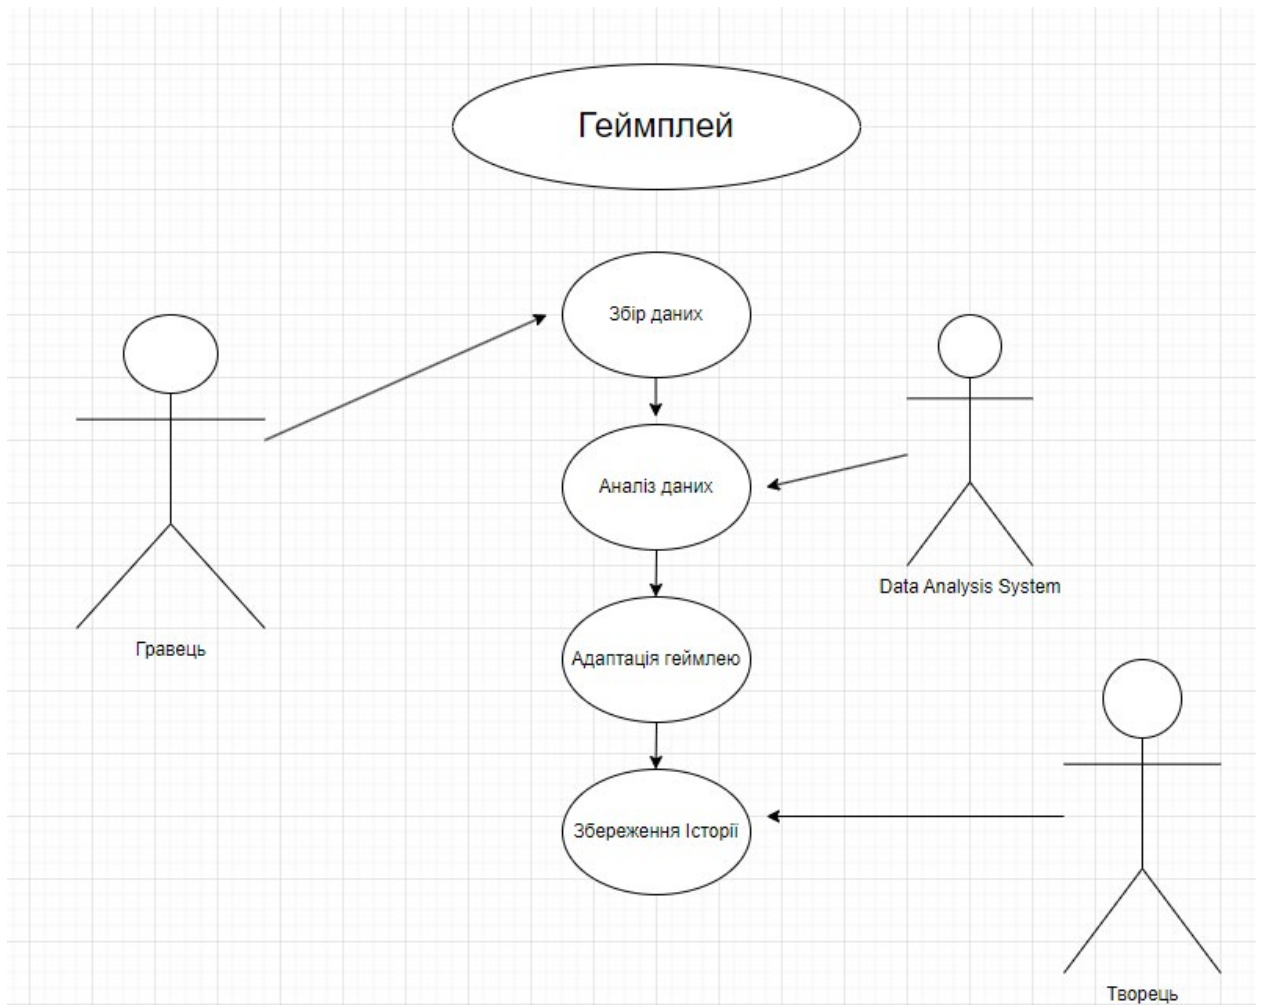 Геймплей
Збір даних
Аналіз даних
Data Analysis System
Гравець
Адаптація геймлею
Збереження Історії
Творець